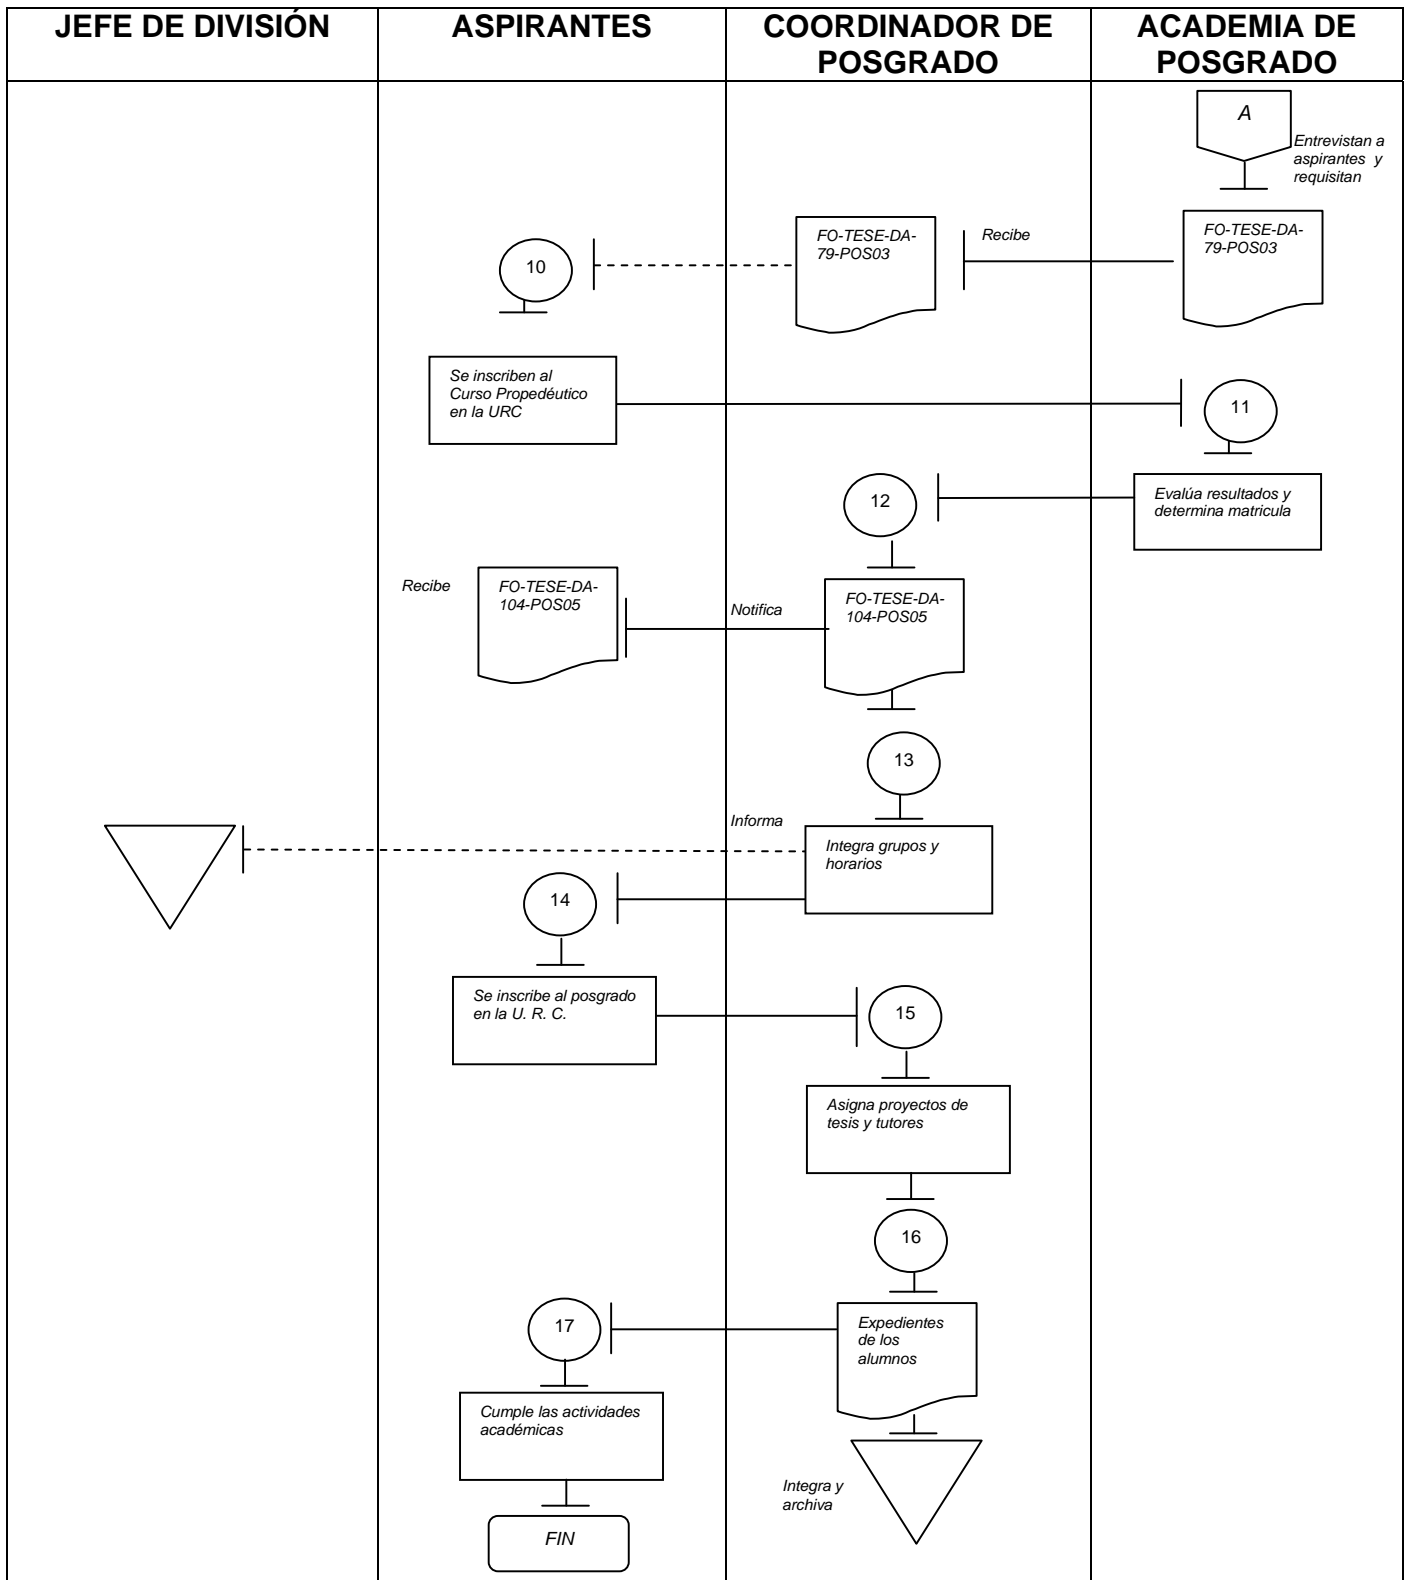 JEFE DE DIVISIÓN
ASPIRANTES
COORDINADOR DE
POSGRADO
ACADEMIA DE
POSGRADO
A
Entrevistan a
aspirantes y
requisitan
10
FO-TESE-DA-
79-POS03
Recibe
FO-TESE-DA-
79-POS03
Se inscriben al
Curso Propedéutico
en la URC
11
12
Evalúa resultados y
determina matricula
Recibe
FO-TESE-DA-
104-POS05
Notifica
FO-TESE-DA-
104-POS05
13
Informa
Integra grupos y
horarios
14
Se inscribe al posgrado
en la U. R. C.
15
Asigna proyectos de
tesis y tutores
16
17
Expedientes
de los
alumnos
Cumple las actividades
académicas
Integra y
archiva
FIN